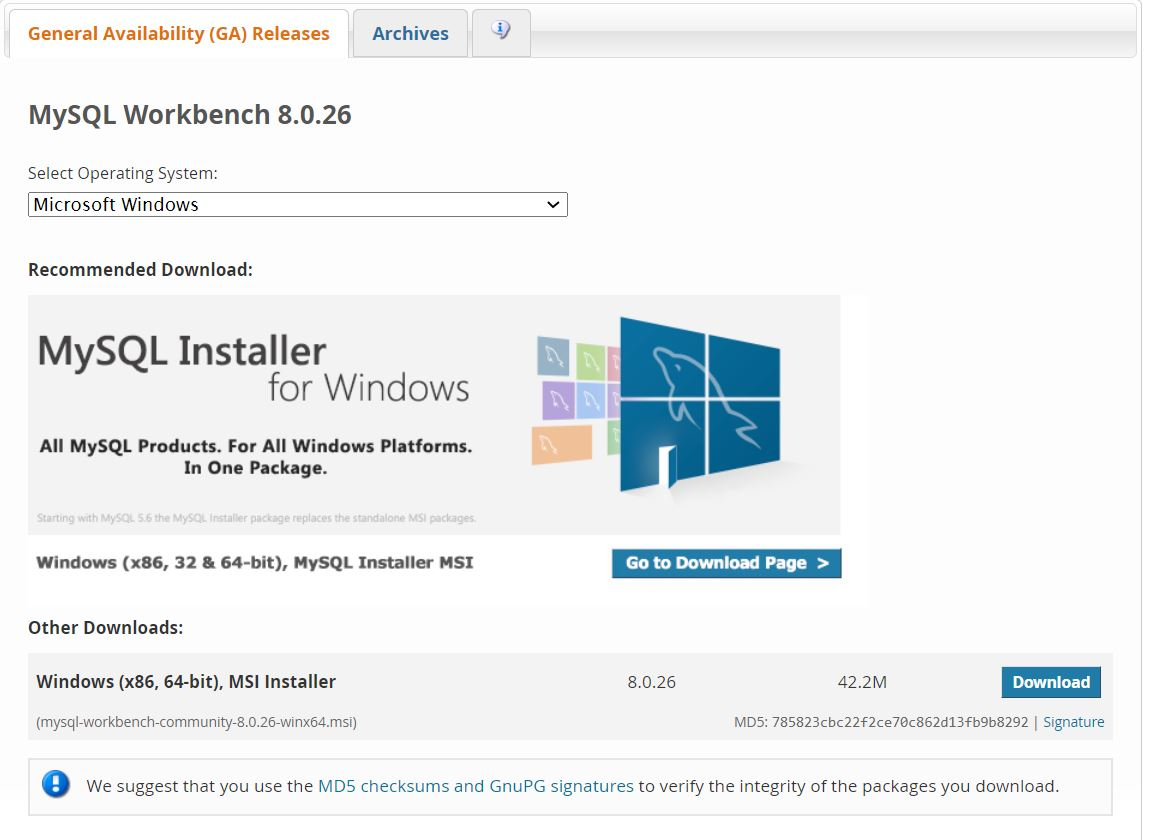 General Availability (GA) Releases
Archives
MySQL Workbench 8.0.26
Select Operating System:
Microsoft Windows
Recommended Download:
MySQL Installer
for Windows
All MySQL Products. For All Windows Platforms.
In One Package.
Starting with MySQL 5.6 the MySQL Installer package replaces the standalone MSI packages.
Windows (x86, 32 & 64-bit), MySQL Installer MSI
Go to Download Page >
Other Downloads:
Windows (x86, 64-bit), MSI Installer 8.0.26 42.2M Download
(mysql-workbench-community-8.0.26-winx64.msi) MD5: 785823cbc22f2ce70c862d13fb9b8292 | Signature
We suggest that you use the MD5 checksums and GnuPG signatures to verify the integrity of the packages you download.